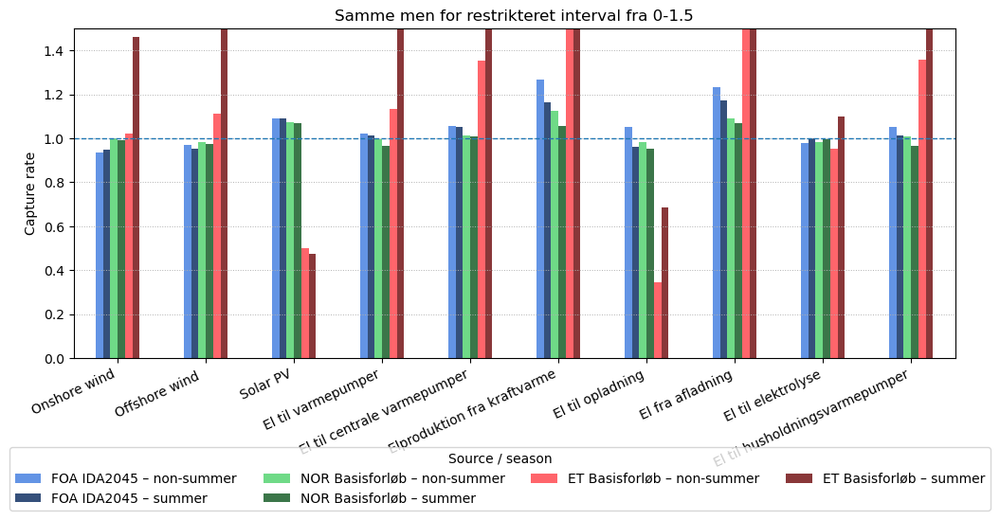 Samme men for restrikteret interval fra 0-1.5
Capture rate
1.4
1.2
1.0
0.8
0.6
0.4
0.2
0.0
Onshore wind
Offshore wind
Solar PV
El til varmepumper
El til centrale varmepumper
Elproduktion fra kraftvarme
El til opladning
El fra afladning
El til elektrolyse
El til husholdningsvarmepumper
Source / season
FOA IDA2045 – non-summer
FOA IDA2045 – summer
NOR Basisforløb – non-summer
NOR Basisforløb – summer
ET Basisforløb – non-summer
ET Basisforløb – summer